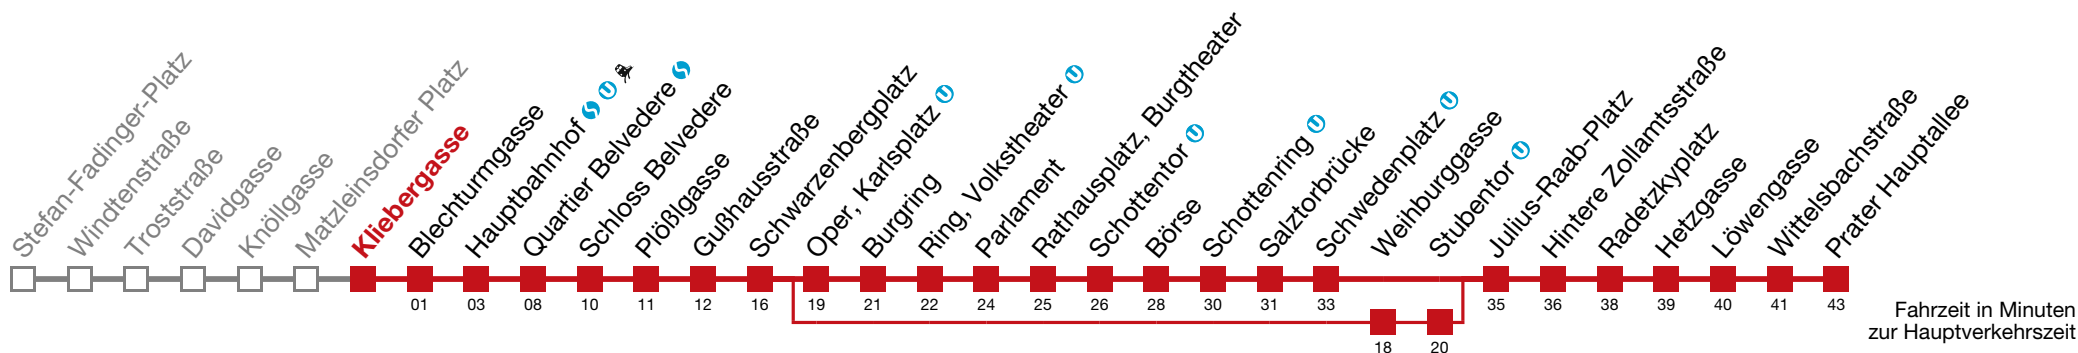 Stefan-Fadinger-Platz
Windtenstraße
Troststraße
Davidgasse
Knöllgasse
Matzleinsdorfer Platz
Kliebergasse
Blechturmgasse
Hauptbahnhof
Quartier Belvedere
Schloss Belvedere
Plößlgasse
Gußhausstraße
Schwarzenbergplatz
Oper, Karlsplatz U
Burgring
Ring, Volkstheater U
Parlament
Rathausplatz, Burgtheater
Schottentor U
Börse
Schottenring U
Salztorbrücke
Schwedenplatz U
Weihburggasse
Stubentor U
Julius-Raab-Platz
Hintere Zollamtsstraße
Radetzkyplatz
Hetzgasse
Löwengasse
Wittelsbachstraße
Prater Hauptallee
01 03 08 10 11 12 16 19 21 22 24 25 26 28 30 31 33 35 36 38 39 40 41 43
18 20
Fahrzeit in Minuten
zur Hauptverkehrszeit